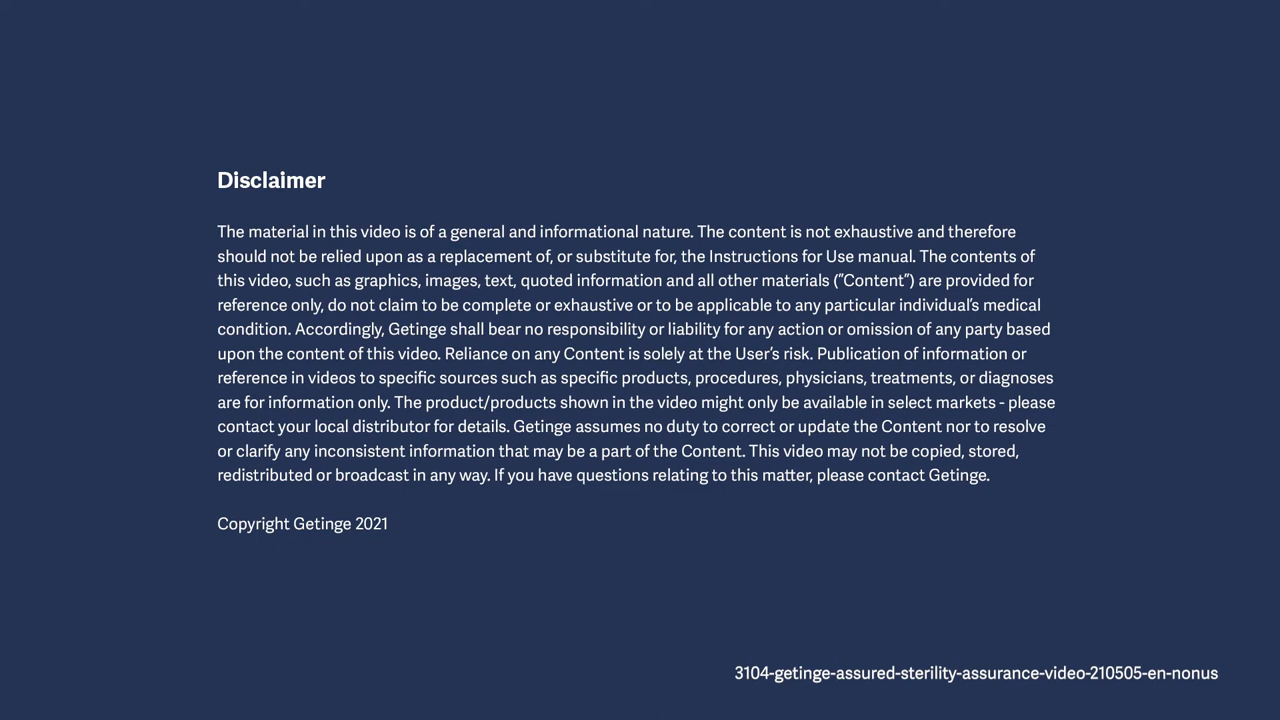 Disclaimer
The material in this video is of a general and informational nature. The content is not exhaustive and therefore
should not be relied upon as a replacement of, or substitute for, the Instructions for Use manual. The contents of
this video, such as graphics, images, text, quoted information and all other materials (”Content”) are provided for
reference only, do not claim to be complete or exhaustive or to be applicable to any particular individual’s medical
condition. Accordingly, Getinge shall bear no responsibility or liability for any action or omission of any party based
upon the content of this video. Reliance on any Content is solely at the User’s risk. Publication of information or
reference in videos to specific sources such as specific products, procedures, physicians, treatments, or diagnoses
are for information only. The product/products shown in the video might only be available in select markets - please
contact your local distributor for details. Getinge assumes no duty to correct or update the Content nor to resolve
or clarify any inconsistent information that may be a part of the Content. This video may not be copied, stored,
redistributed or broadcast in any way. If you have questions relating to this matter, please contact Getinge.
Copyright Getinge 2021
3104-getinge-assured-sterility-assurance-video-210505-en-nonus